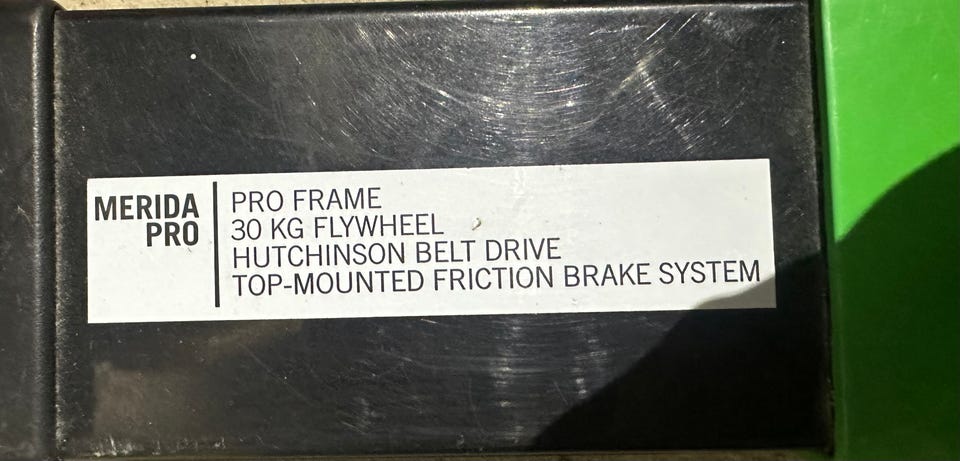 MERIDA
PRO
PRO FRAME
30 KG FLYWHEEL
HUTCHINSON BELT DRIVE
TOP-MOUNTED FRICTION BRAKE SYSTEM